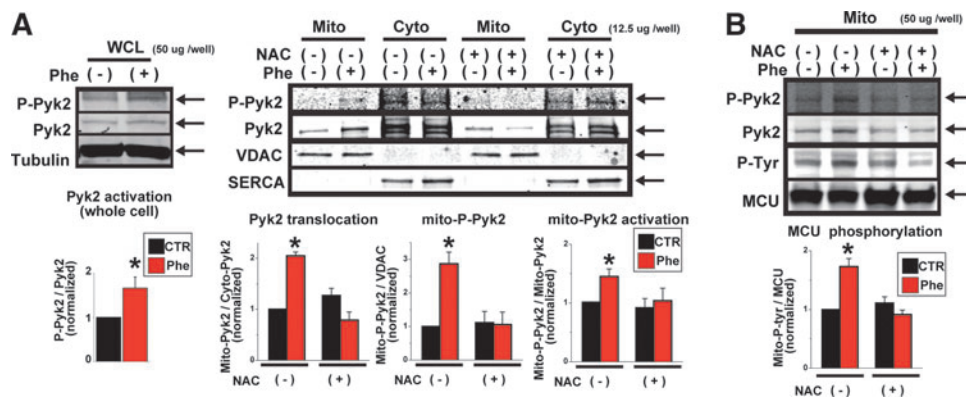 A
WCL (50 ug /well)
Phe (-) (+)
P-Pyk2
Pyk2
Tubulin
Mito Cyto Mito Cyto (12.5 ug /well)
NAC (-) (-) (-) (-) (+) (+) (+) (+)
Phe (-) (+) (-) (+) (-) (+) (-) (+)
P-Pyk2
Pyk2
VDAC
SERCA
B
Mito (50 ug /well)
NAC (-) (-) (+) (+)
Phe (-) (+) (-) (+)
P-Pyk2
Pyk2
P-Tyr
MCU
Pyk2 activation
(whole cell)
CTR
Phe
P-Pyk2 / Pyk2
(normalized)
2
1
0
*
Pyk2 translocation
Mito-Pyk2 / Cyto-Pyk2
(normalized)
2
1
0
*
NAC (-) (+)
mito-P-Pyk2
Mito-P-Pyk2 / VDAC
(normalized)
3
2
1
0
*
NAC (-) (+)
mito-Pyk2 activation
Mito-P-Pyk2 / Mito-Pyk2
(normalized)
2
1
0
*
CTR
Phe
NAC (-) (+)
MCU phosphorylation
Mito-P-tyr / MCU
(normalized)
2
1
0
*
CTR
Phe
NAC (-) (+)